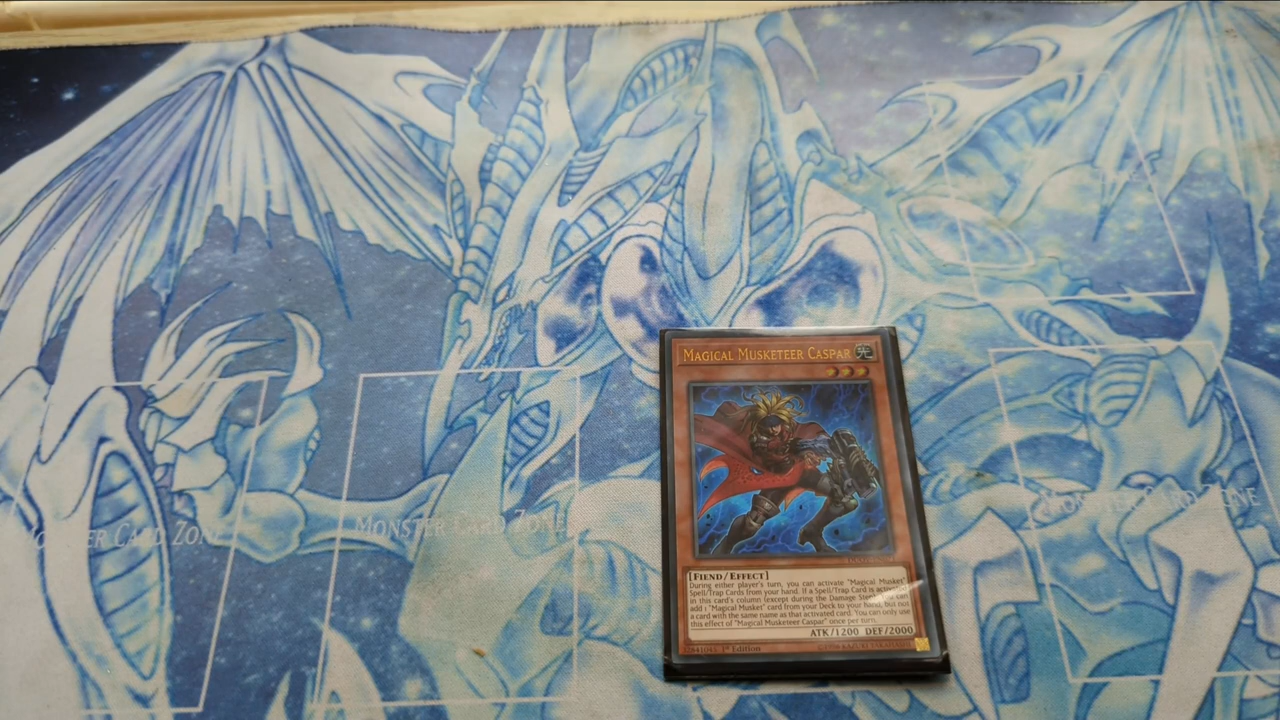 MAGICAL MUSKETEER CASPAR 光
MONSTER CARD ZONE
MONSTER CARD ZONE
MONSTER CARD ZONE
[FIEND/EFFECT]
During either player's turn, you can activate "Magical Musket"
Spell/Trap Cards from your hand. If a Spell/Trap Card is activated
in this card's column (except during the Damage Step): You can
add 1 "Magical Musket" card from your Deck to your hand, but not
a card with the same name as that activated card. You can only use
this effect of "Magical Musketeer Caspar" once per turn.
ATK/1200 DEF/2000
1st Edition
©1996 KAZUKI TAKAHASHI